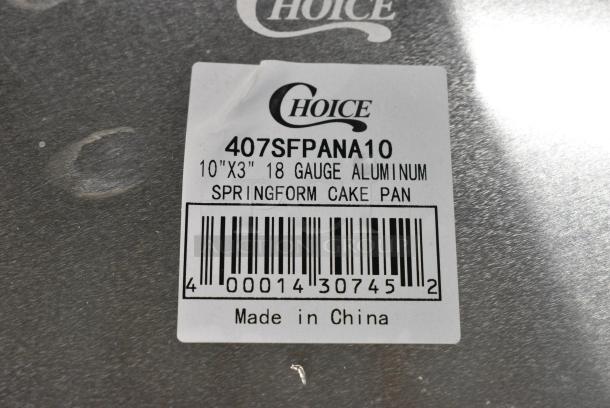 CHOICE
CHOICE
407SFPANA10
10"X3" 18 GAUGE ALUMINUM
SPRINGFORM CAKE PAN
4 00014 30745 2
Made in China